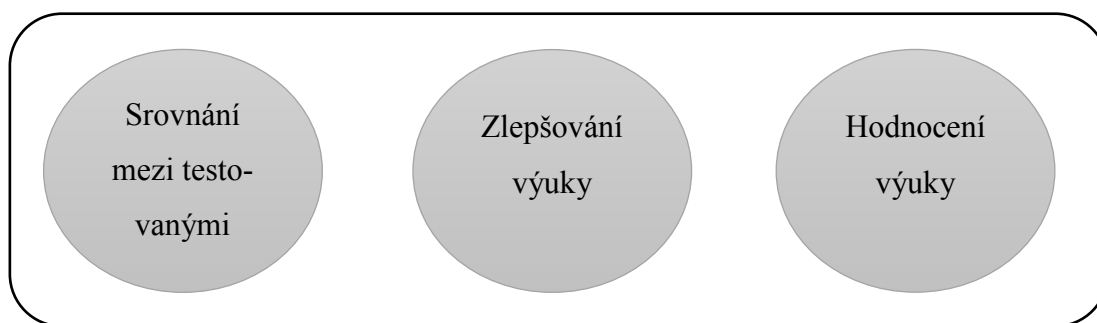 Srovnání
mezi testo-
vanými
Zlepšování
výuky
Hodnocení
výuky